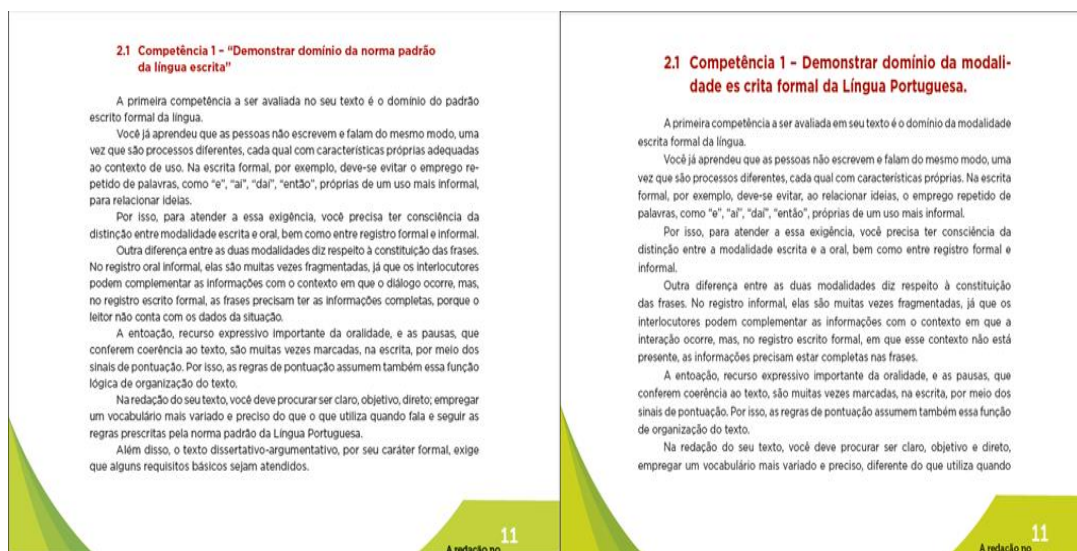 2.1 Competência 1 – “Demonstrar domínio da norma padrão
da língua escrita”
A primeira competência a ser avaliada no seu texto é o domínio do padrão
escrito formal da língua.
Você já aprendeu que as pessoas não escrevem e falam do mesmo modo, uma
vez que são processos diferentes, cada qual com características próprias adequadas
ao contexto de uso. Na escrita formal, por exemplo, deve-se evitar o emprego re-
petido de palavras, como “e”, “aí”, “daí”, “então”, próprias de um uso mais informal,
para relacionar ideias.
Por isso, para atender a essa exigência, você precisa ter consciência da
distinção entre modalidade escrita e oral, bem como entre registro formal e informal.
Outra diferença entre as duas modalidades diz respeito à constituição das frases.
No registro oral informal, elas são muitas vezes fragmentadas, já que os interlocutores
podem complementar as informações com o contexto em que o diálogo ocorre, mas,
no registro escrito formal, as frases precisam ter as informações completas, porque o
leitor não conta com os dados da situação.
A entoação, recurso expressivo importante da oralidade, e as pausas, que
conferem coerência ao texto, são muitas vezes marcadas, na escrita, por meio dos
sinais de pontuação. Por isso, as regras de pontuação assumem também essa função
lógica de organização do texto.
Na redação do seu texto, você deve procurar ser claro, objetivo, direto; empregar
um vocabulário mais variado e preciso do que o que utiliza quando fala e seguir as
regras prescritas pela norma padrão da Língua Portuguesa.
Além disso, o texto dissertativo-argumentativo, por seu caráter formal, exige
que alguns requisitos básicos sejam atendidos.
11
A redação no
2.1 Competência 1 – Demonstrar domínio da modali-
dade es crita formal da Língua Portuguesa.
A primeira competência a ser avaliada em seu texto é o domínio da modalidade
escrita formal da língua.
Você já aprendeu que as pessoas não escrevem e falam do mesmo modo, uma
vez que são processos diferentes, cada qual com características próprias. Na escrita
formal, por exemplo, deve-se evitar, ao relacionar ideias, o emprego repetido de
palavras, como “e”, “aí”, “daí”, “então”, próprias de um uso mais informal.
Por isso, para atender a essa exigência, você precisa ter consciência da
distinção entre a modalidade escrita e a oral, bem como entre registro formal e
informal.
Outra diferença entre as duas modalidades diz respeito à constituição
das frases. No registro informal, elas são muitas vezes fragmentadas, já que os
interlocutores podem complementar as informações com o contexto em que a
interação ocorre, mas, no registro escrito formal, em que esse contexto não está
presente, as informações precisam estar completas nas frases.
A entoação, recurso expressivo importante da oralidade, e as pausas, que
conferem coerência ao texto, são muitas vezes marcadas, na escrita, por meio dos
sinais de pontuação. Por isso, as regras de pontuação assumem também essa função
de organização do texto.
Na redação do seu texto, você deve procurar ser claro, objetivo e direto,
empregar um vocabulário mais variado e preciso, diferente do que utiliza quando
11
A redação no